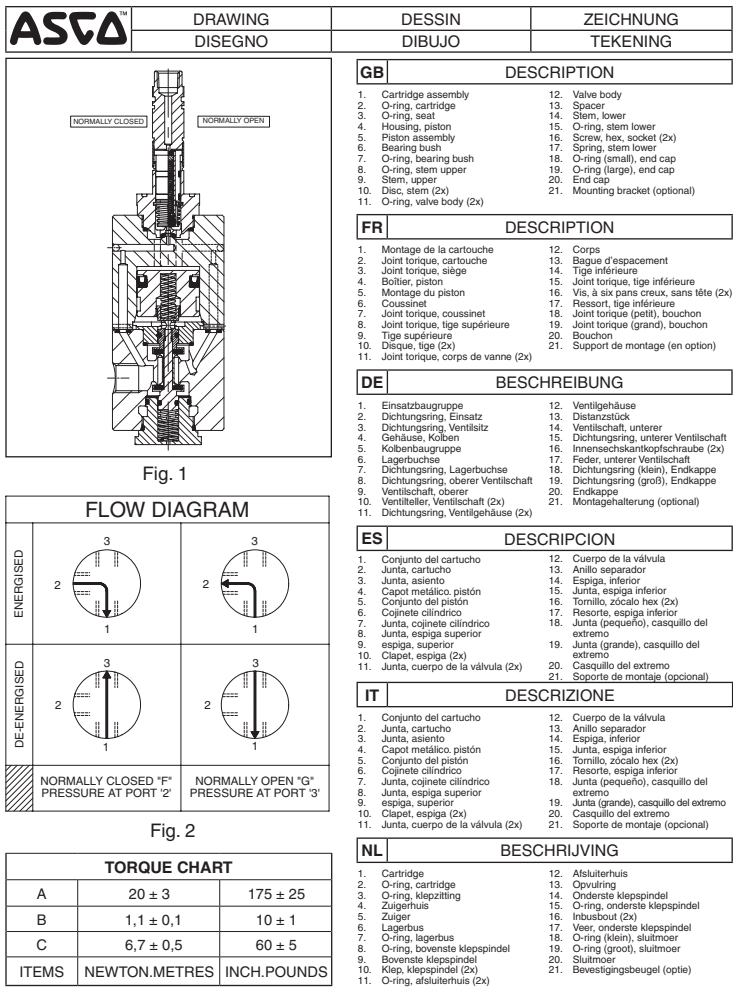 ASCO™
DRAWING DESSIN ZEICHNUNG
DISEGNO DIBUJO TEKENING
NORMALLY CLOSED NORMALLY OPEN
Fig. 1
FLOW DIAGRAM
ENERGISED
3 3
2 2
1 1
DE-ENERGISED
3 3
2 2
1 1
NORMALLY CLOSED "F"
PRESSURE AT PORT '2'
NORMALLY OPEN "G"
PRESSURE AT PORT '3'
Fig. 2
TORQUE CHART
A 20 ± 3 175 ± 25
B 1,1 ± 0,1 10 ± 1
C 6,7 ± 0,5 60 ± 5
ITEMS NEWTON.METRES INCH.POUNDS
GB DESCRIPTION
1. Cartridge assembly
2. O-ring, cartridge
3. O-ring, seat
4. Housing, piston
5. Piston assembly
6. Bearing bush
7. O-ring, bearing bush
8. O-ring, stem upper
9. Stem, upper
10. Disc, stem (2x)
11. O-ring, valve body (2x)
12. Valve body
13. Spacer
14. Stem, lower
15. O-ring, stem lower
16. Screw, hex, socket (2x)
17. Spring, stem lower
18. O-ring (small), end cap
19. O-ring (large), end cap
20. End cap
21. Mounting bracket (optional)
FR DESCRIPTION
1. Montage de la cartouche
2. Joint torique, cartouche
3. Joint torique, siège
4. Boîtier, piston
5. Montage du piston
6. Coussinet
7. Joint torique, coussinet
8. Joint torique, tige supérieure
9. Tige supérieure
10. Disque, tige (2x)
11. Joint torique, corps de vanne (2x)
12. Corps
13. Bague d'espacement
14. Tige inférieure
15. Joint torique, tige inférieure
16. Vis, à six pans creux, sans tête (2x)
17. Ressort, tige inférieure
18. Joint torique (petit), bouchon
19. Joint torique (grand), bouchon
20. Bouchon
21. Support de montage (en option)
DE BESCHREIBUNG
1. Einsatzbaugruppe
2. Dichtungsring, Einsatz
3. Dichtungsring, Ventilsitz
4. Gehäuse, Kolben
5. Kolbenbaugruppe
6. Lagerbuchse
7. Dichtungsring, Lagerbuchse
8. Dichtungsring, oberer Ventilschaft
9. Ventilschaft, oberer
10. Ventilteller, Ventilschaft (2x)
11. Dichtungsring, Ventilgehäuse (2x)
12. Ventilgehäuse
13. Distanzstück
14. Ventilschaft, unterer
15. Dichtungsring, unterer Ventilschaft
16. Innensechskantkopfschraube (2x)
17. Feder, unterer Ventilschaft
18. Dichtungsring (klein), Endkappe
19. Dichtungsring (groß), Endkappe
20. Endkappe
21. Montagehalterung (optional)
ES DESCRIPCION
1. Conjunto del cartucho
2. Junta, cartucho
3. Junta, asiento
4. Capot metálico. pistón
5. Conjunto del pistón
6. Cojinete cilíndrico
7. Junta, cojinete cilíndrico
8. Junta, espiga superior
9. espiga, superior
10. Clapet, espiga (2x)
11. Junta, cuerpo de la válvula (2x)
12. Cuerpo de la válvula
13. Anillo separador
14. Espiga, inferior
15. Junta, espiga inferior
16. Tornillo, zócalo hex (2x)
17. Resorte, espiga inferior
18. Junta (pequeño), casquillo del
extremo
19. Junta (grande), casquillo del
extremo
20. Casquillo del extremo
21. Soporte de montaje (opcional)
IT DESCRIZIONE
1. Conjunto del cartucho
2. Junta, cartucho
3. Junta, asiento
4. Capot metálico. pistón
5. Conjunto del pistón
6. Cojinete cilíndrico
7. Junta, cojinete cilíndrico
8. Junta, espiga superior
9. espiga, superior
10. Clapet, espiga (2x)
11. Junta, cuerpo de la válvula (2x)
12. Cuerpo de la válvula
13. Anillo separador
14. Espiga, inferior
15. Junta, espiga inferior
16. Tornillo, zócalo hex (2x)
17. Resorte, espiga inferior
18. Junta (pequeño), casquillo del
extremo
19. Junta (grande), casquillo del extremo
20. Casquillo del extremo
21. Soporte de montaje (opcional)
NL BESCHRIJVING
1. Cartridge
2. O-ring, cartridge
3. O-ring, klepzitting
4. Zuigerhuis
5. Zuiger
6. Lagerbus
7. O-ring, lagerbus
8. O-ring, bovenste klepspindel
9. Bovenste klepspindel
10. Klep, klepspindel (2x)
11. O-ring, afsluiterhuis (2x)
12. Afsluiterhuis
13. Opvulring
14. Onderste klepspindel
15. O-ring, onderste klepspindel
16. Inbusbout (2x)
17. Veer, onderste klepspindel
18. O-ring (klein), sluitmoer
19. O-ring (groot), sluitmoer
20. Sluitmoer
21. Bevestigingsbeugel (optie)